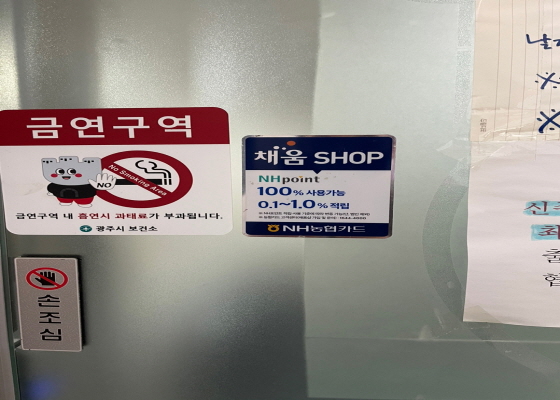 금연구역
No Smoking Area
NO
금연구역 내 흡연시 과태료가 부과됩니다.
광주시 보건소
손조심
채움 SHOP
NHpoint
100% 사용가능
0.1~1.0% 적립
NH농협카드